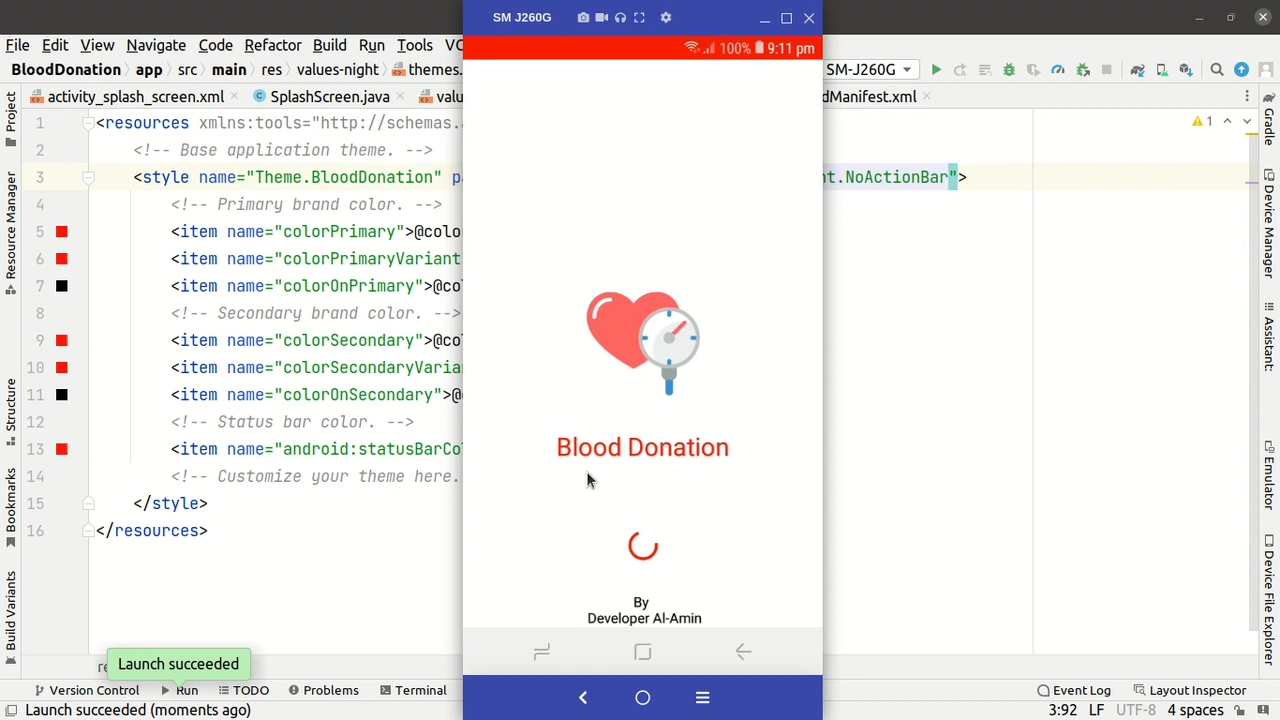 SM J260G
File Edit View Navigate Code Refactor Build Run Tools VC
BloodDonation app src main res values-night themes. SM-J260G
100% 9:11 pm
activity_splash_screen.xml SplashScreen.java valu dManifest.xml
1 <resources xmlns:tools="http://schemas.
2 <!-- Base application theme. -->
3 <style name="Theme.BloodDonation" pa nt.NoActionBar">
4 <!-- Primary brand color. -->
5 <item name="colorPrimary">@colo
6 <item name="colorPrimaryVariant
7 <item name="colorOnPrimary">@co
8 <!-- Secondary brand color. -->
9 <item name="colorSecondary">@co
10 <item name="colorSecondaryVaria
11 <item name="colorOnSecondary">@
12 <!-- Status bar color. -->
13 <item name="android:statusBarCo
14 <!-- Customize your theme here.
15 </style>
16 </resources>
1
Project
Resource Manager
Structure
Bookmarks
Build Variants
Blood Donation
By
Developer Al-Amin
Gradle
Device Manager
Assistant:
Emulator
Device File Explorer
re
Launch succeeded
Version Control Run TODO Problems Terminal Event Log Layout Inspector
Launch succeeded (moments ago) 3:92 LF UTF-8 4 spaces